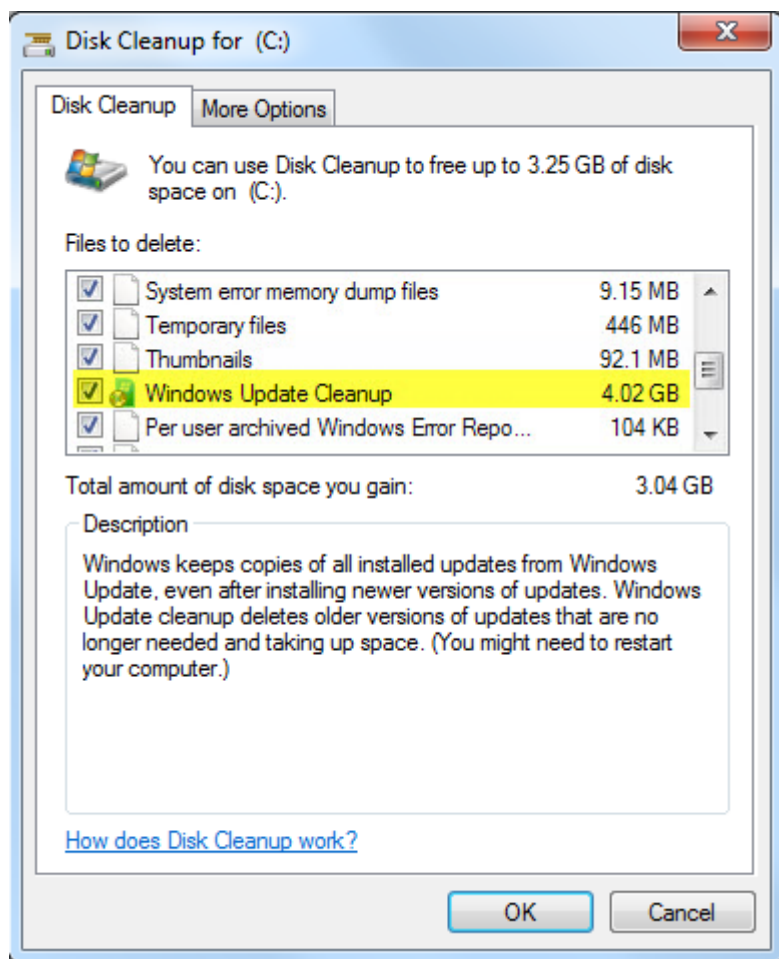 Disk Cleanup for  (C:)
Disk Cleanup
More Options
You can use Disk Cleanup to free up to 3.25 GB of disk
space on  (C:).
Files to delete:
System error memory dump files 9.15 MB
Temporary files 446 MB
Thumbnails 92.1 MB
Windows Update Cleanup 4.02 GB
Per user archived Windows Error Repo... 104 KB
Total amount of disk space you gain: 3.04 GB
Description
Windows keeps copies of all installed updates from Windows
Update, even after installing newer versions of updates. Windows
Update cleanup deletes older versions of updates that are no
longer needed and taking up space. (You might need to restart
your computer.)
How does Disk Cleanup work?
OK
Cancel